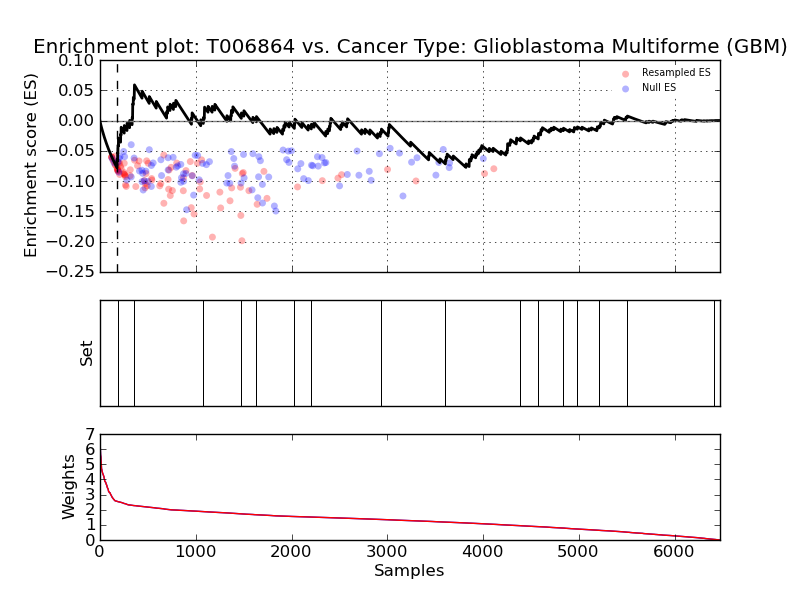 Enrichment plot: T006864 vs. Cancer Type: Glioblastoma Multiforme (GBM)
0.10
0.05
0.00
−0.05
−0.10
−0.15
−0.20
−0.25
Enrichment score (ES)
Resampled ES
Null ES
Set
7
6
5
4
3
2
1
0
Weights
0 1000 2000 3000 4000 5000 6000
Samples